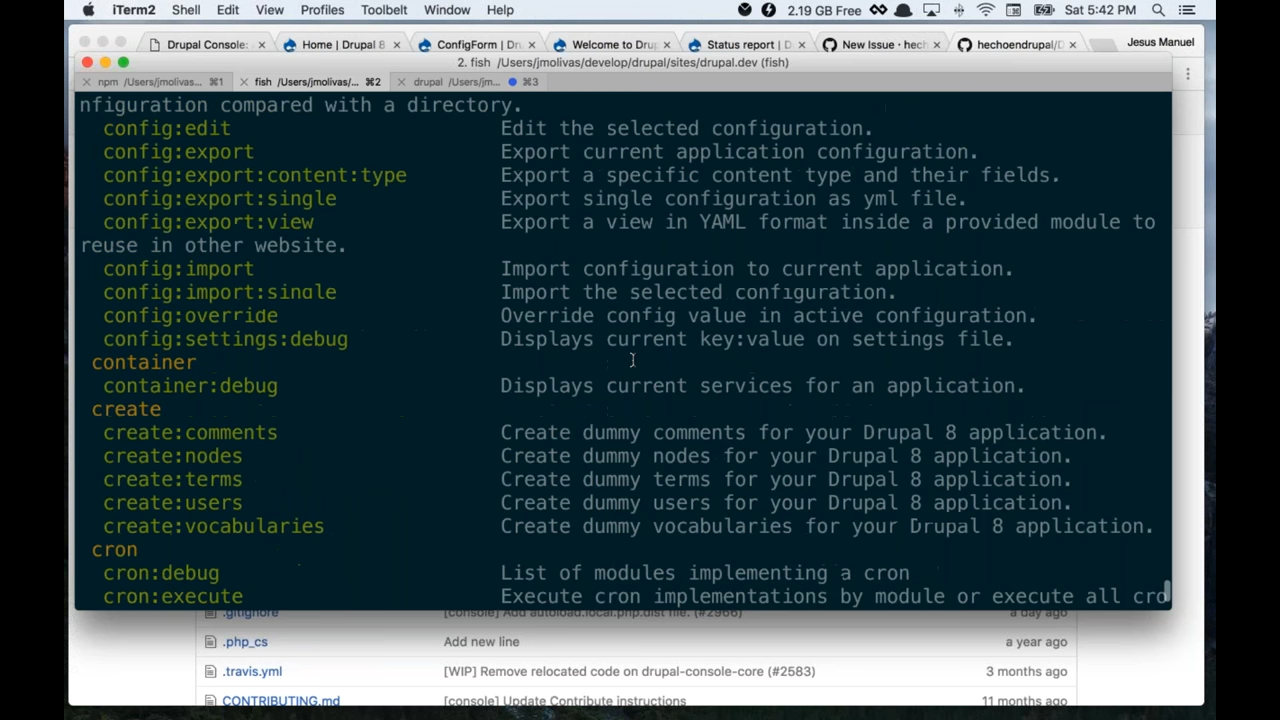 iTerm2 Shell Edit View Profiles Toolbelt Window Help 2.19 GB Free Sat 5:42 PM
Drupal Console: Home | Drupal 8 ConfigForm | Dr Welcome to Drup Status report | D New Issue · hech hechoendrupal/D Jesus Manuel
2. fish /Users/jmolivas/develop/drupal/sites/drupal.dev (fish)
npm /Users/jmolivas... ⌘1 fish /Users/jmolivas/... ⌘2 drupal /Users/jm... ⌘3
nfiguration compared with a directory.
config:edit Edit the selected configuration.
config:export Export current application configuration.
config:export:content:type Export a specific content type and their fields.
config:export:single Export single configuration as yml file.
config:export:view Export a view in YAML format inside a provided module to
reuse in other website.
config:import Import configuration to current application.
config:import:single Import the selected configuration.
config:override Override config value in active configuration.
config:settings:debug Displays current key:value on settings file.
container
container:debug Displays current services for an application.
create
create:comments Create dummy comments for your Drupal 8 application.
create:nodes Create dummy nodes for your Drupal 8 application.
create:terms Create dummy terms for your Drupal 8 application.
create:users Create dummy users for your Drupal 8 application.
create:vocabularies Create dummy vocabularies for your Drupal 8 application.
cron
cron:debug List of modules implementing a cron
cron:execute Execute cron implementations by module or execute all cro
.gitignore [console] Add autoload.local.php.dist file. (#2966) a day ago
.php_cs Add new line a year ago
.travis.yml [WIP] Remove relocated code on drupal-console-core (#2583) 3 months ago
CONTRIBUTING.md [console] Update Contribute instructions 11 months ago